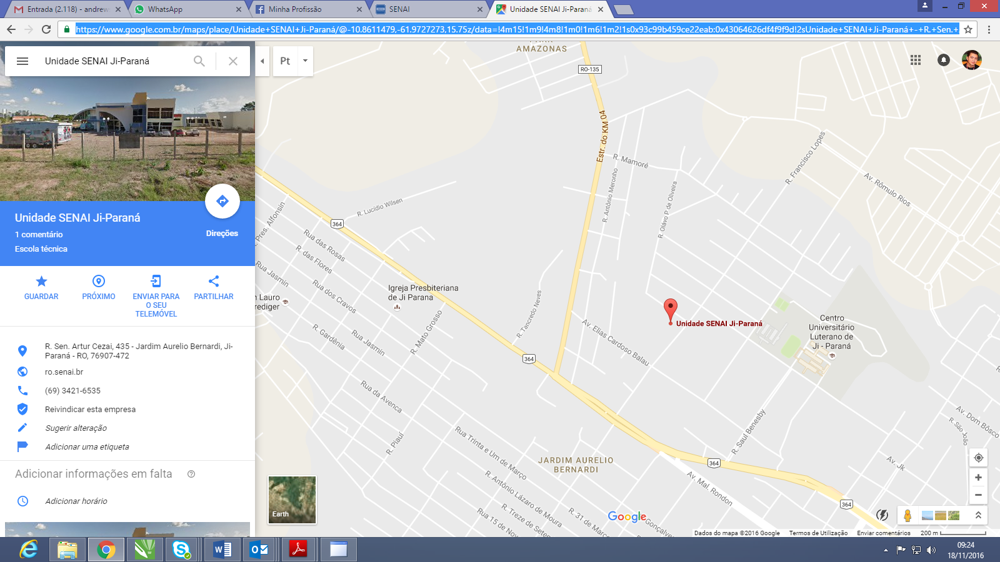 Entrada (2.118) - andrew
WhatsApp
Minha Profissão
SENAI
Unidade SENAI Ji-Paraná
https://www.google.com.br/maps/place/Unidade+SENAI+Ji-Paraná/@-10.8611479,-61.9727273,15.75z/data=!4m15!1m9!4m8!1m0!1m6!1m2!1s0x93c99b459ce22eab:0x43064626df4f9f9d!2sUnidade+SENAI+Ji-Paraná+-+R.+Sen.+
Unidade SENAI Ji-Paraná
Pt
Unidade SENAI Ji-Paraná
1 comentário
Escola técnica
Direções
GUARDAR
PRÓXIMO
ENVIAR PARA
O SEU
TELEMÓVEL
PARTILHAR
R. Sen. Artur Cezai, 435 - Jardim Aurelio Bernardi, Ji-
Paraná - RO, 76907-472
ro.senai.br
(69) 3421-6535
Reivindicar esta empresa
Sugerir alteração
Adicionar uma etiqueta
Adicionar informações em falta
Adicionar horário
AMAZONAS
RO-135
Estr. do KM 04
R. Mamoré
R. Francisco Lopes
Av. Rômulo Rios
R. Antônio Meronho
R. Olávo P de Oliveira
R. Lucídio Wilsen
364
R. Pres. Alfonsin
Rua das Rosas
R. das Flores
Rua Jasmin
Rua dos Cravos
Lauro
rediger
Igreja Presbiteriana
de Ji Parana
R. Tancredo Neves
R. Mato Grosso
R. Gardênia
Rua Jasmin
364
Av. Elias Cardoso Balau
Unidade SENAI Ji-Paraná
Centro
Universitário
Luterano de
Ji - Paraná
Rua da Avenca
R. Piauí
Rua Trinta e Um de Março
R. Saul Benesby
Av. Dom Bôsco
R. São João
JARDIM AURELIO
BERNARDI
364
Av. Jk
Av. Mal. Rondon
R. Antônio Lázaro de Moura
R. Treze de Sete
Rua 15 de Nov
R. 31 de Març
Gonçalve
364
Earth
Google
Dados do mapa ©2016 Google
Termos de Utilização
Enviar comentários
200 m
09:24
18/11/2016